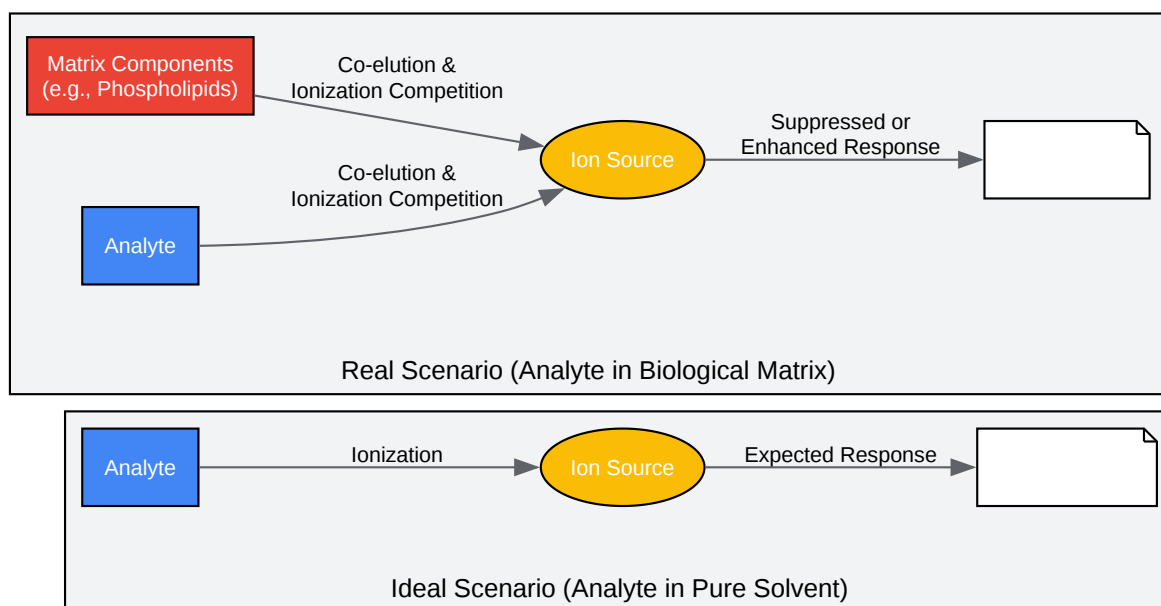 Matrix Components
(e.g., Phospholipids)
Co-elution &
Ionization Competition
Ion Source
Suppressed or
Enhanced Response
Co-elution &
Ionization Competition
Analyte
Real Scenario (Analyte in Biological Matrix)
Analyte
Ionization
Ion Source
Expected Response
Ideal Scenario (Analyte in Pure Solvent)